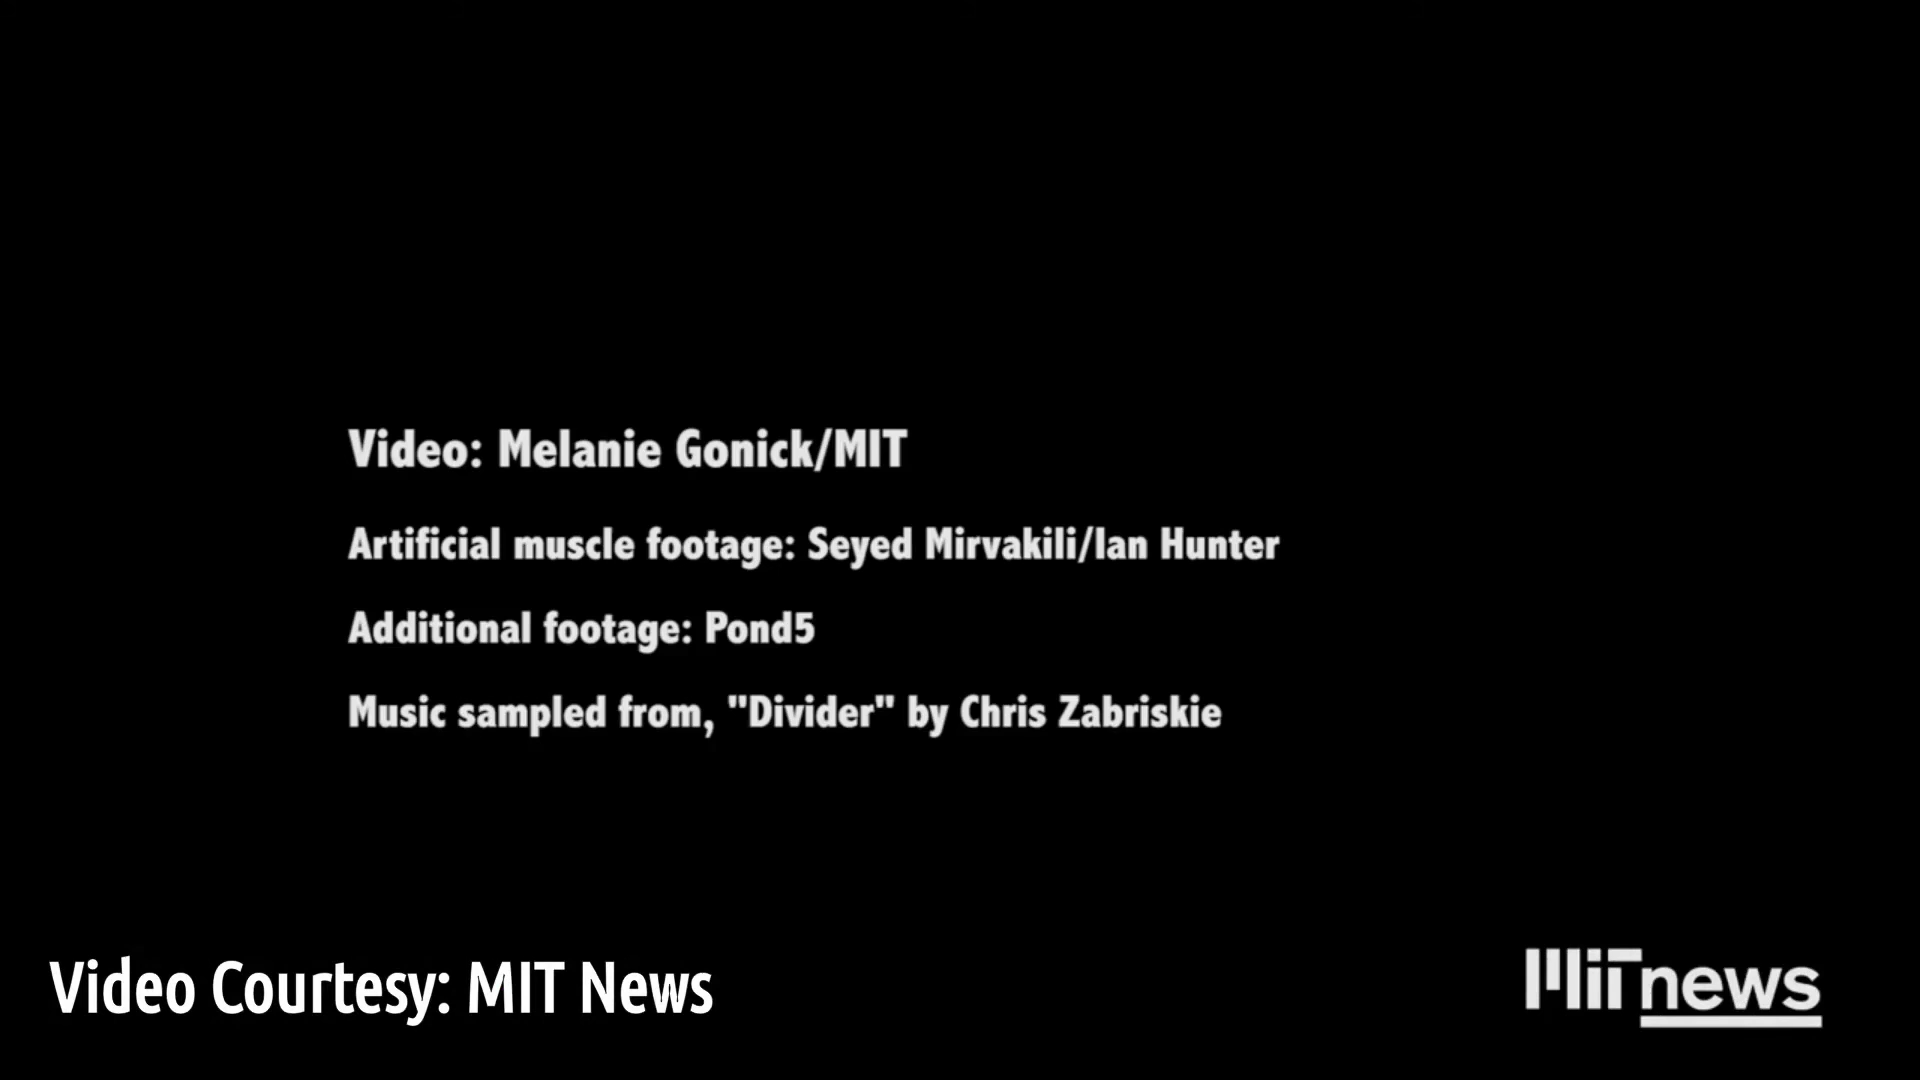 Video: Melanie Gonick/MIT
Artificial muscle footage: Seyed Mirvakili/Ian Hunter
Additional footage: Pond5
Music sampled from, "Divider" by Chris Zabriskie
Video Courtesy: MIT News
MIT news